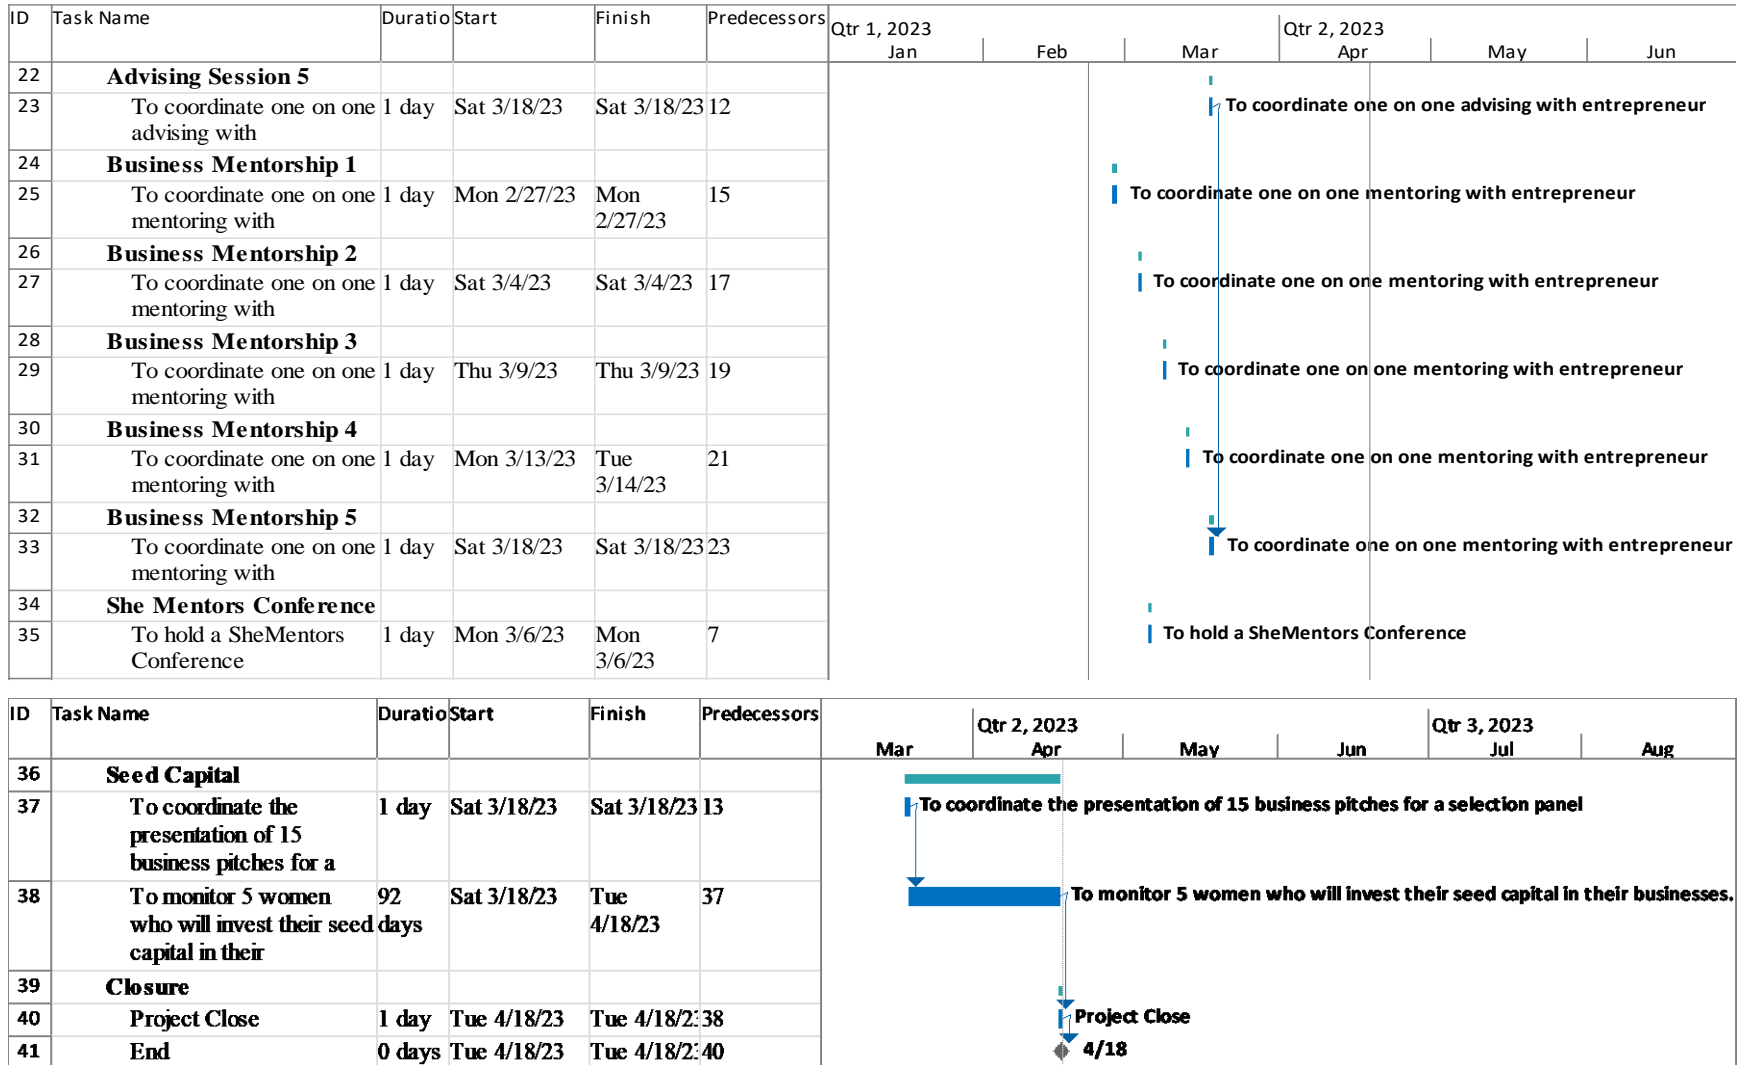 ID Task Name Duratio Start Finish Predecessors Qtr 1, 2023 Qtr 2, 2023
Jan Feb Mar Apr May Jun
22 Advising Session 5
23 To coordinate one on one 1 day Sat 3/18/23 Sat 3/18/23 12 To coordinate one on one advising with entrepreneur
advising with
24 Business Mentorship 1
25 To coordinate one on one 1 day Mon 2/27/23 Mon 15 To coordinate one on one mentoring with entrepreneur
mentoring with 2/27/23
26 Business Mentorship 2
27 To coordinate one on one 1 day Sat 3/4/23 Sat 3/4/23 17 To coordinate one on one mentoring with entrepreneur
mentoring with
28 Business Mentorship 3
29 To coordinate one on one 1 day Thu 3/9/23 Thu 3/9/23 19 To coordinate one on one mentoring with entrepreneur
mentoring with
30 Business Mentorship 4
31 To coordinate one on one 1 day Mon 3/13/23 Tue 21 To coordinate one on one mentoring with entrepreneur
mentoring with 3/14/23
32 Business Mentorship 5
33 To coordinate one on one 1 day Sat 3/18/23 Sat 3/18/23 23 To coordinate one on one mentoring with entrepreneur
mentoring with
34 She Mentors Conference
35 To hold a SheMentors 1 day Mon 3/6/23 Mon 7 To hold a SheMentors Conference
Conference 3/6/23
ID Task Name Duratio Start Finish Predecessors Qtr 2, 2023 Qtr 3, 2023
Mar Apr May Jun Jul Aug
36 Seed Capital
37 To coordinate the 1 day Sat 3/18/23 Sat 3/18/23 13 To coordinate the presentation of 15 business pitches for a selection panel
presentation of 15
business pitches for a
38 To monitor 5 women 92 Sat 3/18/23 Tue 37 To monitor 5 women who will invest their seed capital in their businesses.
who will invest their seed days 4/18/23
capital in their
39 Closure
40 Project Close 1 day Tue 4/18/23 Tue 4/18/2 38 Project Close
41 End 0 days Tue 4/18/23 Tue 4/18/2 40 4/18